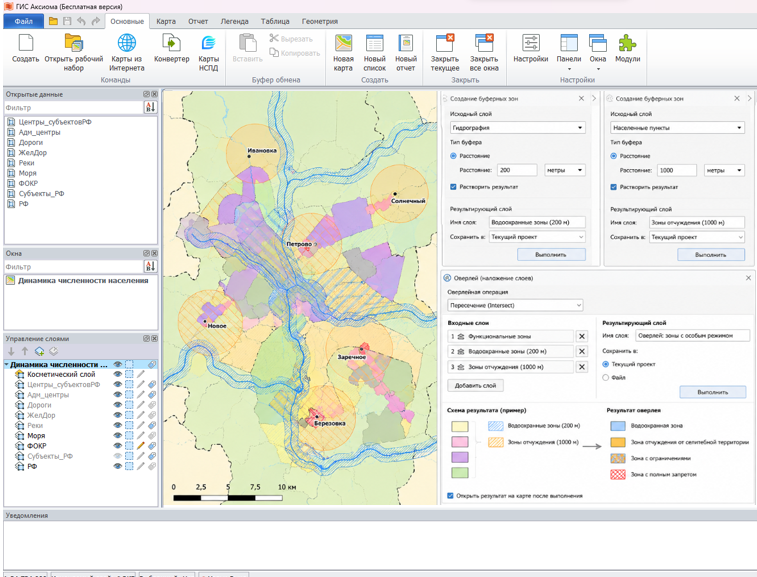 ГИС Аксиома (Бесплатная версия)
Файл
Основные
Карта
Отчет
Легенда
Таблица
Геометрия
Создать
Открыть рабочий набор
Карты из Интернета
Конвертер
Карты НСПД
Вставить
Вырезать
Копировать
Новая карта
Новый список
Новый отчет
Закрыть текущее
Закрыть все окна
Настройки
Панели
Окна
Модули
Команды
Буфер обмена
Создать
Закрыть
Настройки
Открытые данные
Фильтр
Центры_субъектовРФ
Адм_центры
Дороги
ЖелДор
Реки
Моря
ФОКР
Субъекты_РФ
РФ
Окна
Фильтр
Динамика численности населения
Управление слоями
Динамика численности ...
Косметический слой
Центры_субъектовРФ
Адм_центры
Дороги
ЖелДор
Реки
Моря
ФОКР
Субъекты_РФ
РФ
Ивановка
Солнечный
Петрово
Новое
Заречное
Березовка
0 2,5 5 7,5 10 км
Создание буферных зон
Исходный слой
Гидрография
Тип буфера
Расстояние
Расстояние: 200 метры
Растворить результат
Результирующий слой
Имя слоя: Водоохранные зоны (200 м)
Сохранить в: Текущий проект
Выполнить
Создание буферных зон
Исходный слой
Населенные пункты
Тип буфера
Расстояние
Расстояние: 1000 метры
Растворить результат
Результирующий слой
Имя слоя: Зоны отчуждения (1000 м)
Сохранить в: Текущий проект
Выполнить
Оверлей (наложение слоев)
Оверлейная операция
Пересечение (Intersect)
Входные слои
1 Функциональные зоны
2 Водоохранные зоны (200 м)
3 Зоны отчуждения (1000 м)
Добавить слой
Результирующий слой
Имя слоя: Оверлей: зоны с особым режимом
Сохранить в:
Текущий проект
Файл
Выполнить
Схема результата (пример)
Водоохранные зоны (200 м)
Зоны отчуждения (1000 м)
Результат оверлея
Водоохранная зона
Зона отчуждения от селитебной территории
Зона с ограничениями
Зона с полным запретом
Открыть результат на карте после выполнения
Уведомления